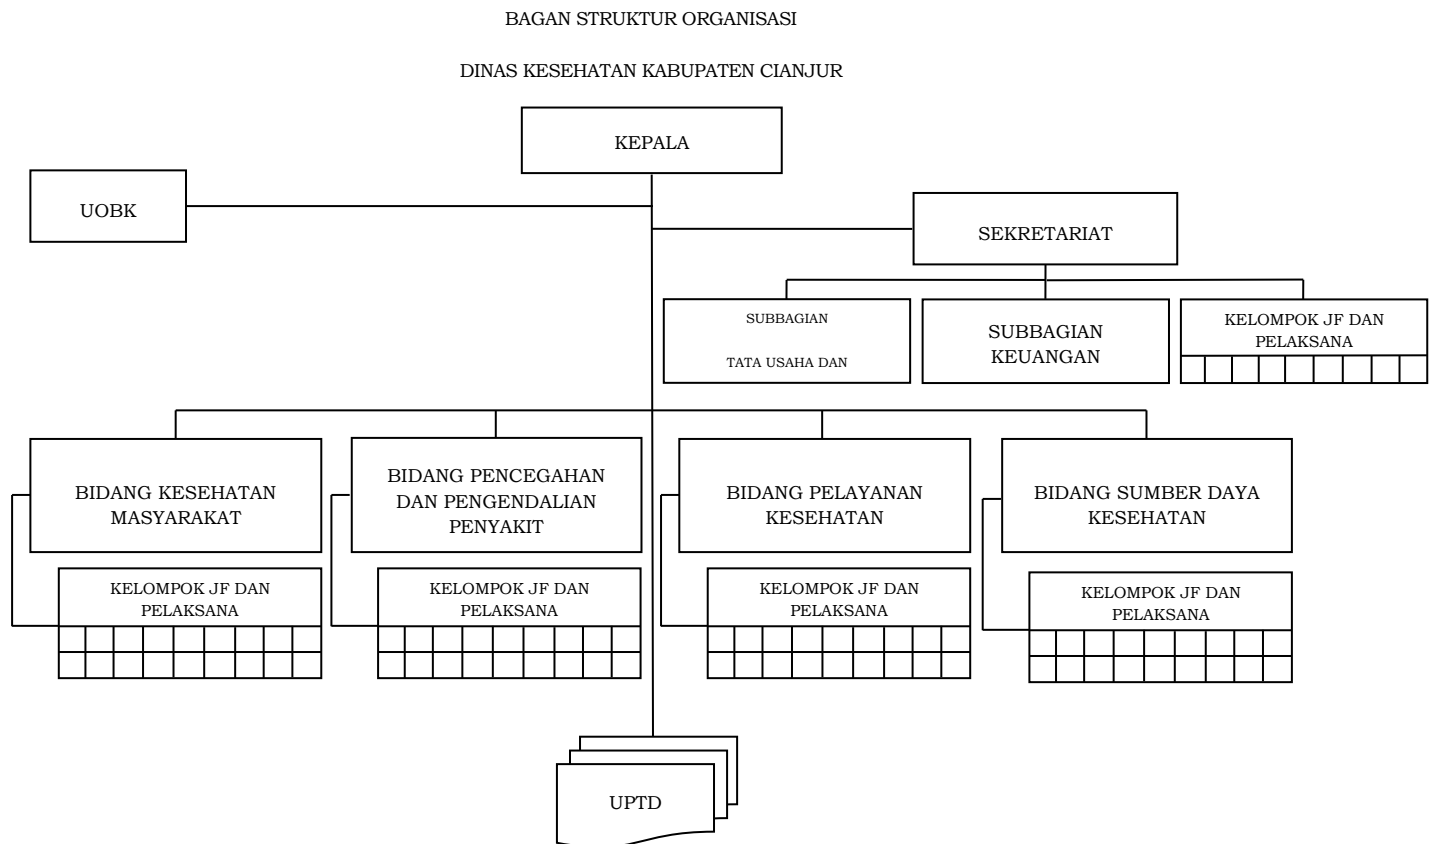 BAGAN STRUKTUR ORGANISASI
DINAS KESEHATAN KABUPATEN CIANJUR
KEPALA
UOBK
SEKRETARIAT
SUBBAGIAN
TATA USAHA DAN
SUBBAGIAN
KEUANGAN
KELOMPOK JF DAN
PELAKSANA
BIDANG KESEHATAN
MASYARAKAT
BIDANG PENCEGAHAN
DAN PENGENDALIAN
PENYAKIT
BIDANG PELAYANAN
KESEHATAN
BIDANG SUMBER DAYA
KESEHATAN
KELOMPOK JF DAN
PELAKSANA
KELOMPOK JF DAN
PELAKSANA
KELOMPOK JF DAN
PELAKSANA
KELOMPOK JF DAN
PELAKSANA
UPTD